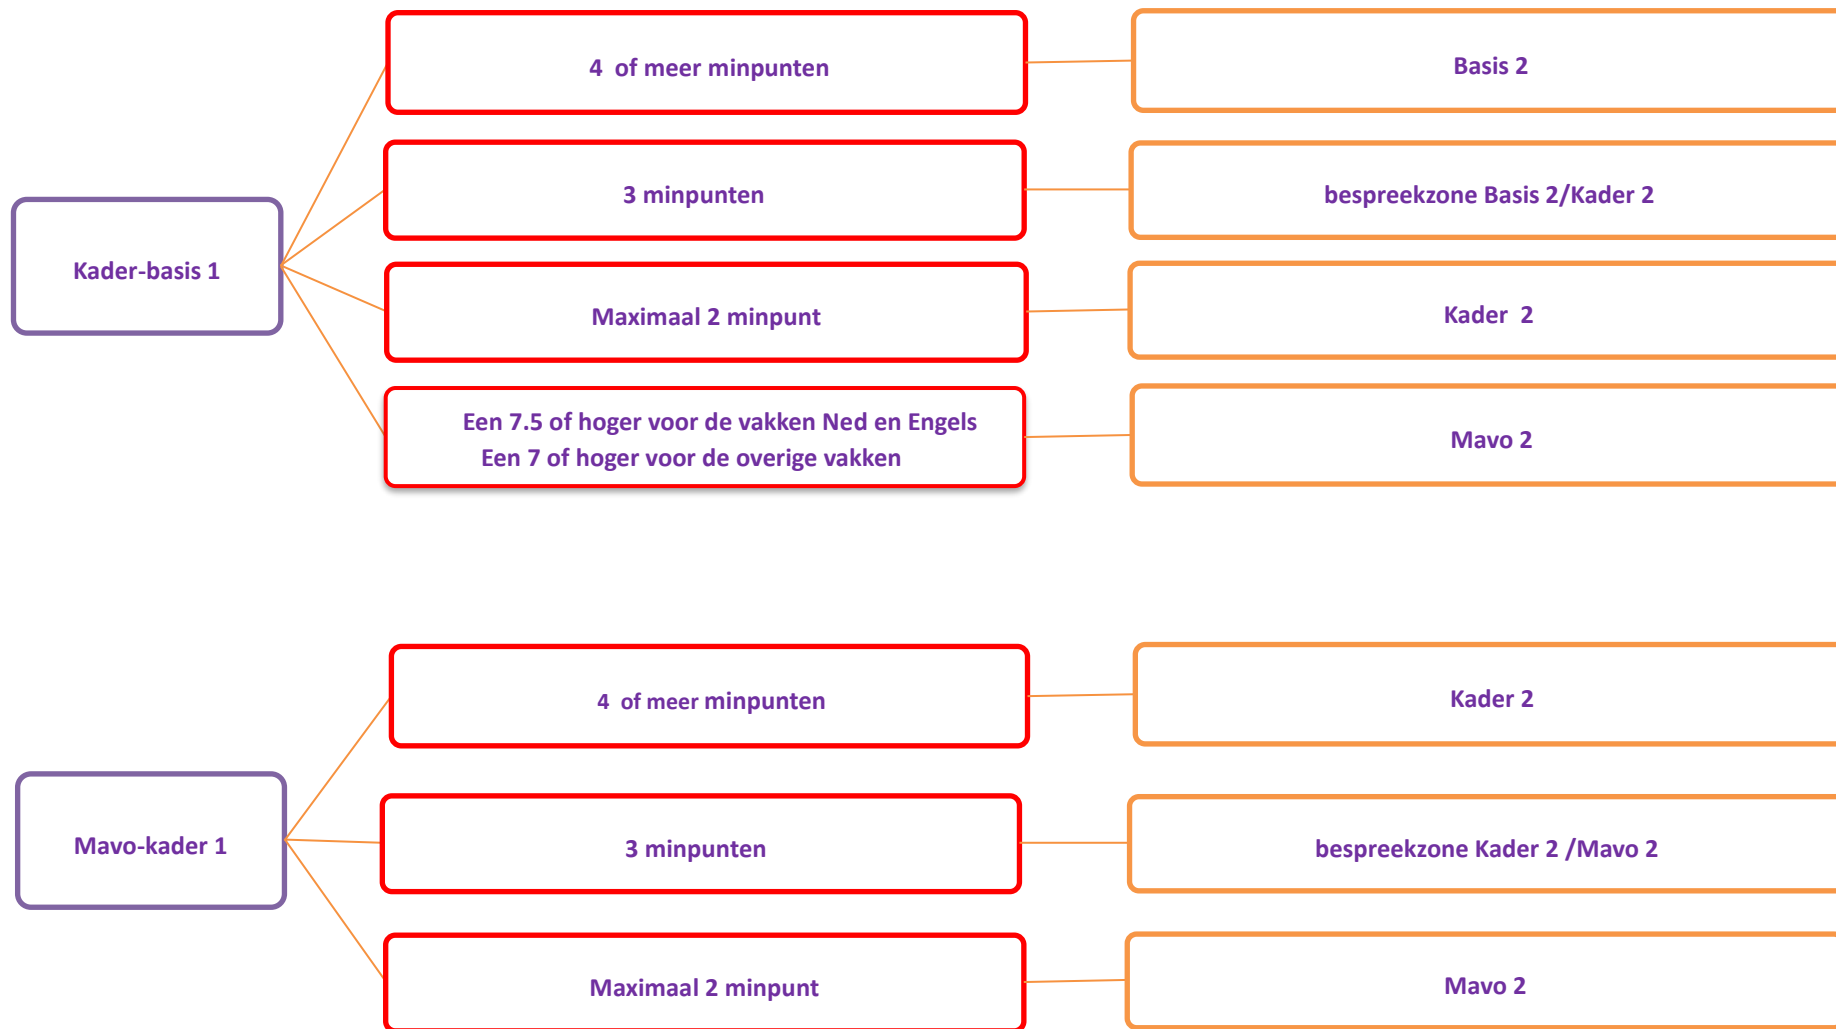 4 of meer minpunten
Basis 2
3 minpunten
bespreekzone Basis 2/Kader 2
Kader-basis 1
Maximaal 2 minpunt
Kader 2
Een 7.5 of hoger voor de vakken Ned en Engels
Een 7 of hoger voor de overige vakken
Mavo 2
4 of meer minpunten
Kader 2
Mavo-kader 1
3 minpunten
bespreekzone Kader 2 /Mavo 2
Maximaal 2 minpunt
Mavo 2